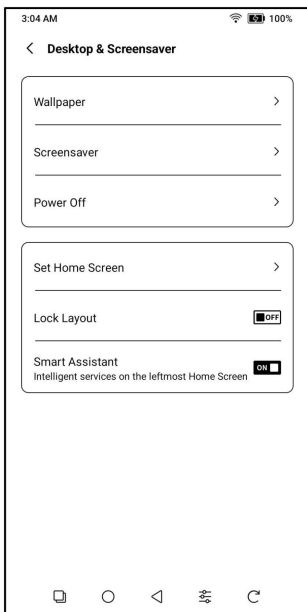 3:04 AM 100%
Desktop & Screensaver
Wallpaper
Screensaver
Power Off
Set Home Screen
Lock Layout OFF
Smart Assistant ON
Intelligent services on the leftmost Home Screen